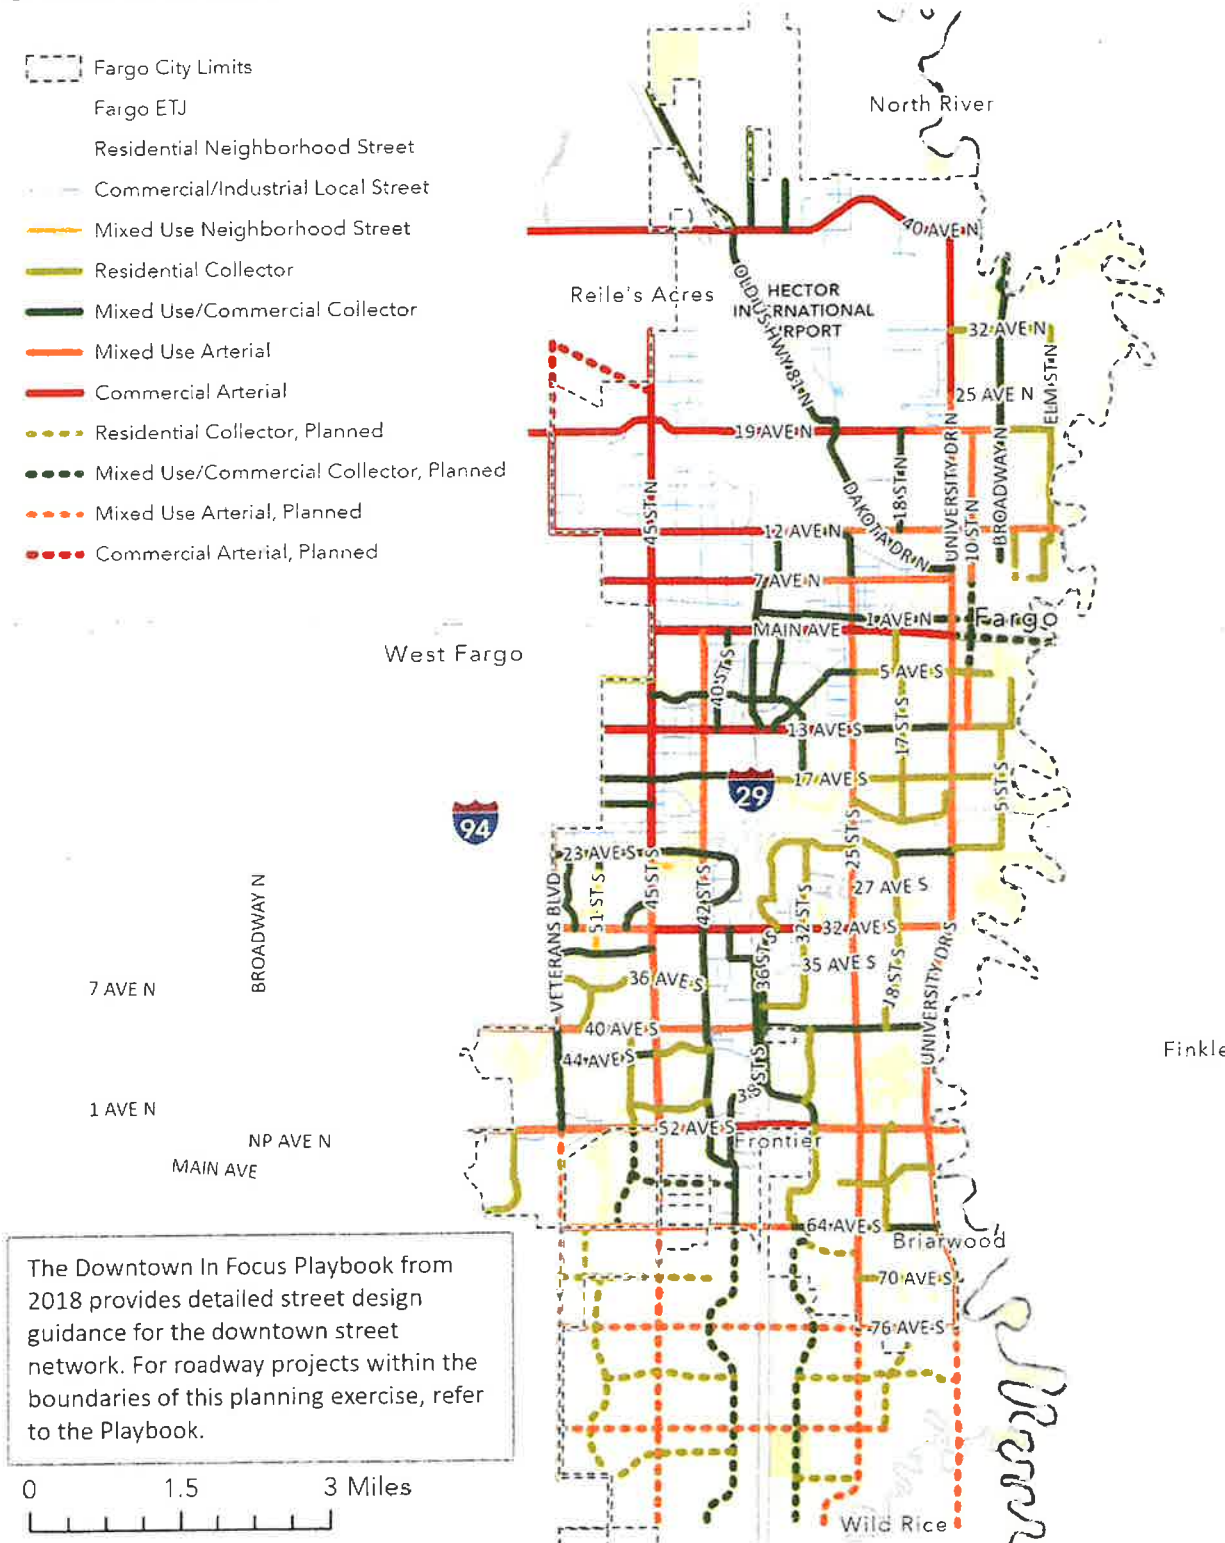 Fargo City Limits
Fargo ETJ
Residential Neighborhood Street
Commercial/Industrial Local Street
Mixed Use Neighborhood Street
Residential Collector
Mixed Use/Commercial Collector
Mixed Use Arterial
Commercial Arterial
Residential Collector, Planned
Mixed Use/Commercial Collector, Planned
Mixed Use Arterial, Planned
Commercial Arterial, Planned
North River
40 AVE N
Reile's Acres
HECTOR
INTERNATIONAL
AIRPORT
OLD US HWY 81 N
32 AVE N
25 AVE N
ELM ST N
19 AVE N
45 ST N
18 ST N
UNIVERSITY DR N
BROADWAY N
DAKOTA DR N
12 AVE N
10 ST N
7 AVE N
1 AVE N
Fargo
MAIN AVE
West Fargo
40 ST S
5 AVE S
17 ST S
13 AVE S
17 AVE S
5 ST S
29
94
23 AVE S
25 ST S
51 ST S
45 ST S
42 ST S
27 AVE S
VETERANS BLVD
32 ST S
32 AVE S
36 ST S
35 AVE S
36 AVE S
18 ST S
UNIVERSITY DR S
40 AVE S
44 AVE S
38 ST S
52 AVE S
Frontier
64 AVE S
Briarwood
70 AVE S
76 AVE S
Wild Rice
Finkle
BROADWAY N
7 AVE N
1 AVE N
NP AVE N
MAIN AVE
The Downtown In Focus Playbook from
2018 provides detailed street design
guidance for the downtown street
network. For roadway projects within the
boundaries of this planning exercise, refer
to the Playbook.
0 1.5 3 Miles